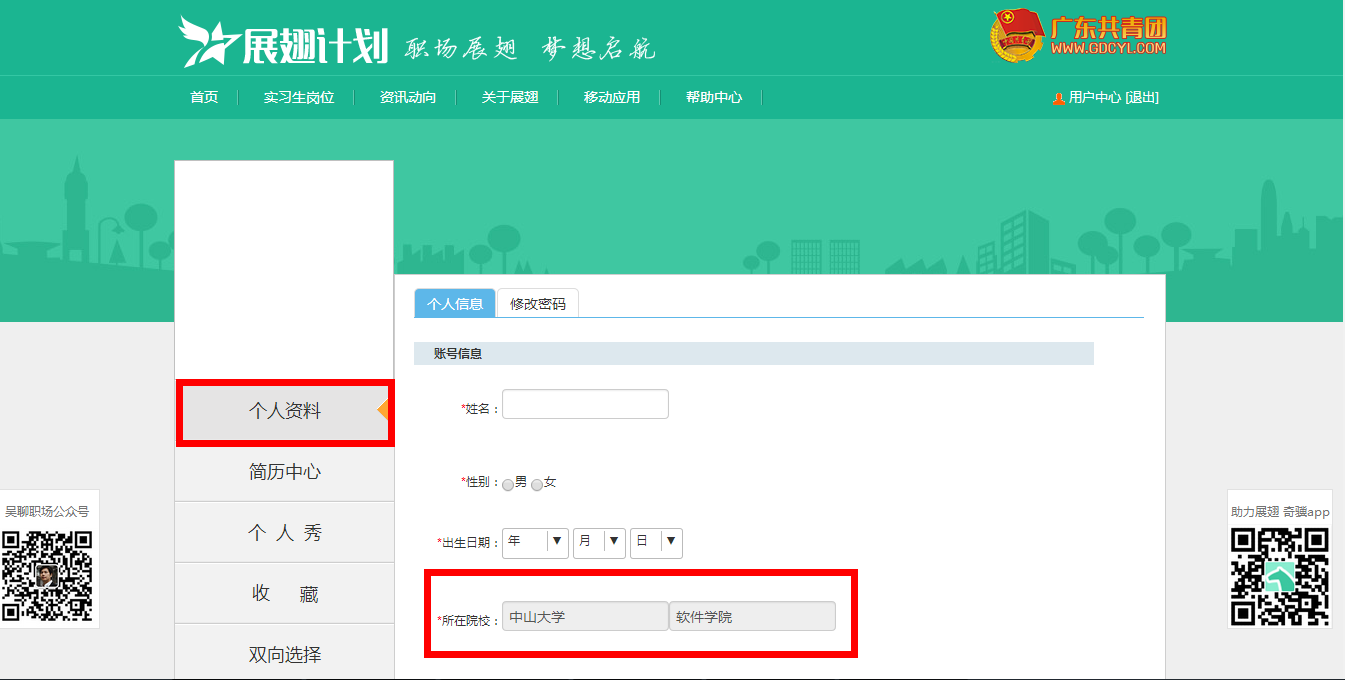 展翅计划 职场展翅 梦想启航
广东共青团
WWW.GDCYL.COM
首页 实习生岗位 资讯动向 关于展翅 移动应用 帮助中心 用户中心 [退出]
个人信息 修改密码
账号信息
*姓名：
*性别： 男 女
*出生日期： 年 ▼ 月 ▼ 日 ▼
*所在院校： 中山大学 软件学院
个人资料
简历中心
个 人 秀
收 藏
双向选择
吴聊职场公众号
助力展翅 奇骥app